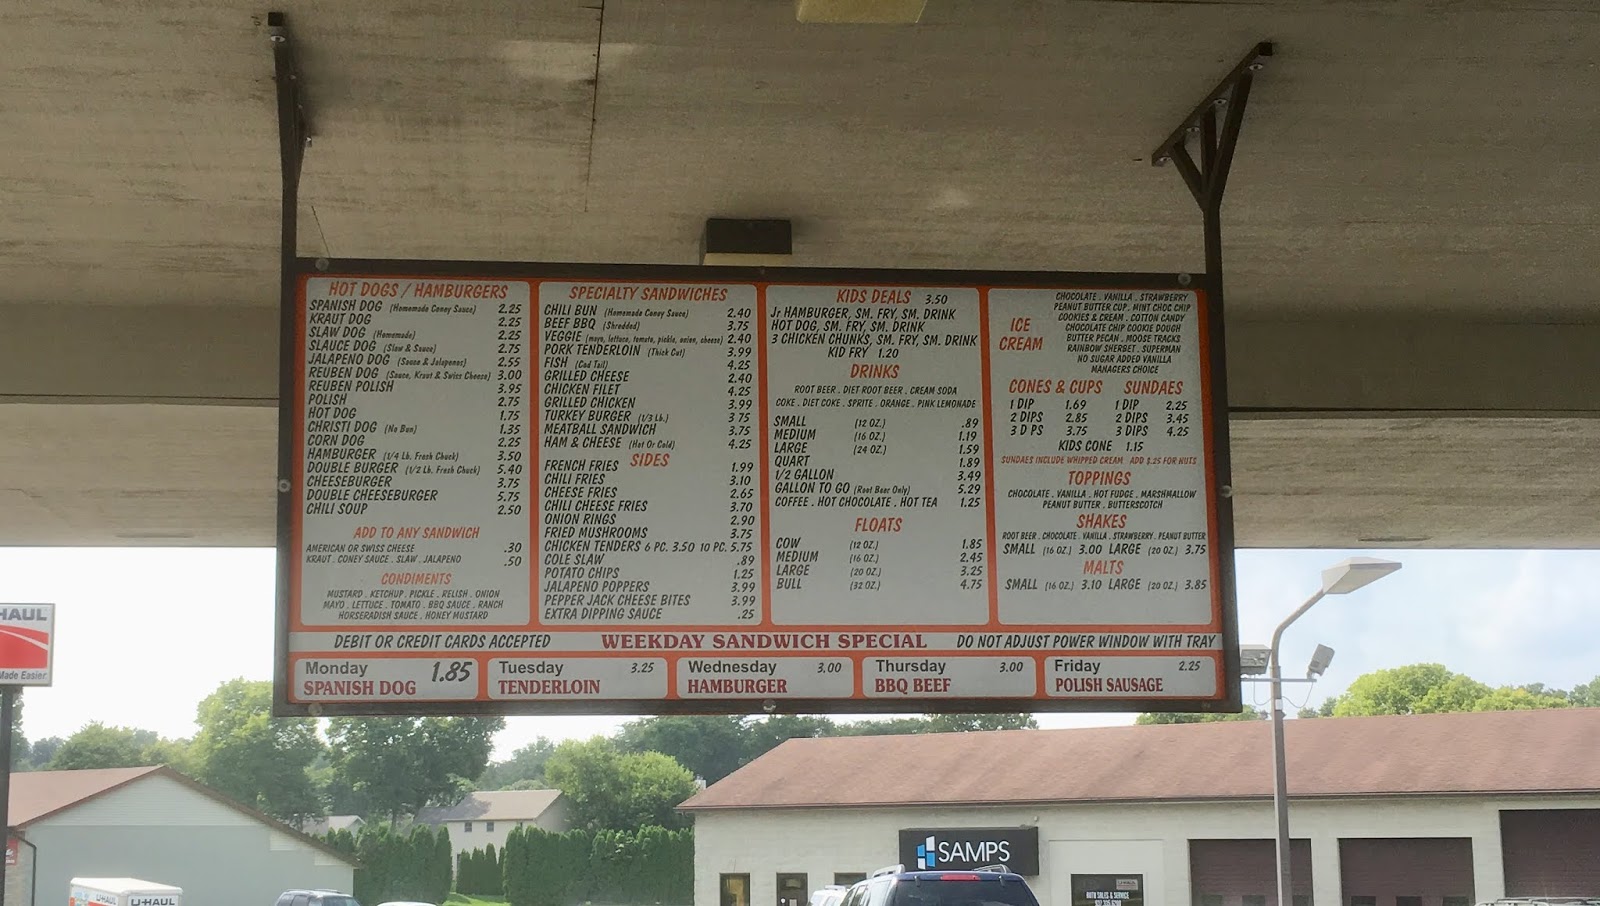 HOT DOGS / HAMBURGERS
SPANISH DOG (Homemade Coney Sauce) 2.25
KRAUT DOG 2.25
SLAW DOG (Homemade) 2.25
SLAUCE DOG (Slaw & Sauce) 2.75
JALAPENO DOG (Sauce & Jalapenos) 2.55
REUBEN DOG (Sauce, Kraut & Swiss Cheese) 3.00
REUBEN POLISH 3.95
POLISH 2.75
HOT DOG 1.75
CHRISTI DOG (No Bun) 1.35
CORN DOG 2.25
HAMBURGER (1/4 Lb. Fresh Chuck) 3.50
DOUBLE BURGER (1/2 Lb. Fresh Chuck) 5.40
CHEESEBURGER 3.75
DOUBLE CHEESEBURGER 5.75
CHILI SOUP 2.50
ADD TO ANY SANDWICH
AMERICAN OR SWISS CHEESE .30
KRAUT . CONEY SAUCE . SLAW . JALAPENO .50
CONDIMENTS
MUSTARD . KETCHUP . PICKLE . RELISH . ONION
MAYO . LETTUCE . TOMATO . BBQ SAUCE . RANCH
HORSERADISH SAUCE . HONEY MUSTARD
SPECIALTY SANDWICHES
CHILI BUN (Homemade Coney Sauce) 2.40
BEEF BBQ (Shredded) 3.75
VEGGIE (mayo, lettuce, tomato, pickle, onion, cheese) 2.40
PORK TENDERLOIN (Thick Cut) 3.99
FISH (Cod Tail) 4.25
GRILLED CHEESE 2.40
CHICKEN FILET 4.25
GRILLED CHICKEN 3.99
TURKEY BURGER (1/3 Lb.) 3.75
MEATBALL SANDWICH 3.75
HAM & CHEESE (Hot Or Cold) 4.25
SIDES
FRENCH FRIES 1.99
CHILI FRIES 3.10
CHEESE FRIES 2.65
CHILI CHEESE FRIES 3.70
ONION RINGS 2.90
FRIED MUSHROOMS 3.75
CHICKEN TENDERS 6 PC. 3.50 10 PC. 5.75
COLE SLAW .89
POTATO CHIPS 1.25
JALAPENO POPPERS 3.99
PEPPER JACK CHEESE BITES 3.99
EXTRA DIPPING SAUCE .25
KIDS DEALS 3.50
Jr HAMBURGER, SM. FRY, SM. DRINK
HOT DOG, SM. FRY, SM. DRINK
3 CHICKEN CHUNKS, SM. FRY, SM. DRINK
KID FRY 1.20
DRINKS
ROOT BEER . DIET ROOT BEER . CREAM SODA
COKE . DIET COKE . SPRITE . ORANGE . PINK LEMONADE
SMALL (12 OZ.) .89
MEDIUM (16 OZ.) 1.19
LARGE (24 OZ.) 1.59
QUART 1.89
1/2 GALLON 3.49
GALLON TO GO (Root Beer Only) 5.29
COFFEE . HOT CHOCOLATE . HOT TEA 1.25
FLOATS
COW (12 OZ.) 1.85
MEDIUM (16 OZ.) 2.45
LARGE (20 OZ.) 3.25
BULL (32 OZ.) 4.75
ICE CREAM
CHOCOLATE . VANILLA . STRAWBERRY
PEANUT BUTTER CUP . MINT CHOC CHIP
COOKIES & CREAM . COTTON CANDY
CHOCOLATE CHIP COOKIE DOUGH
BUTTER PECAN . MOOSE TRACKS
RAINBOW SHERBET . SUPERMAN
NO SUGAR ADDED VANILLA
MANAGERS CHOICE
CONES & CUPS SUNDAES
1 DIP 1.69 1 DIP 2.25
2 DIPS 2.85 2 DIPS 3.45
3 D PS 3.75 3 DIPS 4.25
KIDS CONE 1.15
SUNDAES INCLUDE WHIPPED CREAM ADD $.25 FOR NUTS
TOPPINGS
CHOCOLATE . VANILLA . HOT FUDGE . MARSHMALLOW
PEANUT BUTTER . BUTTERSCOTCH
SHAKES
ROOT BEER . CHOCOLATE . VANILLA . STRAWBERRY . PEANUT BUTTER
SMALL (16 OZ.) 3.00 LARGE (20 OZ.) 3.75
MALTS
SMALL (16 OZ.) 3.10 LARGE (20 OZ.) 3.85
DEBIT OR CREDIT CARDS ACCEPTED WEEKDAY SANDWICH SPECIAL DO NOT ADJUST POWER WINDOW WITH TRAY
Monday 1.85
SPANISH DOG
Tuesday 3.25
TENDERLOIN
Wednesday 3.00
HAMBURGER
Thursday 3.00
BBQ BEEF
Friday 2.25
POLISH SAUSAGE
HAUL
Made Easier
SAMPS
AUTO SALES & SERVICE
U-HAUL
U-HAUL